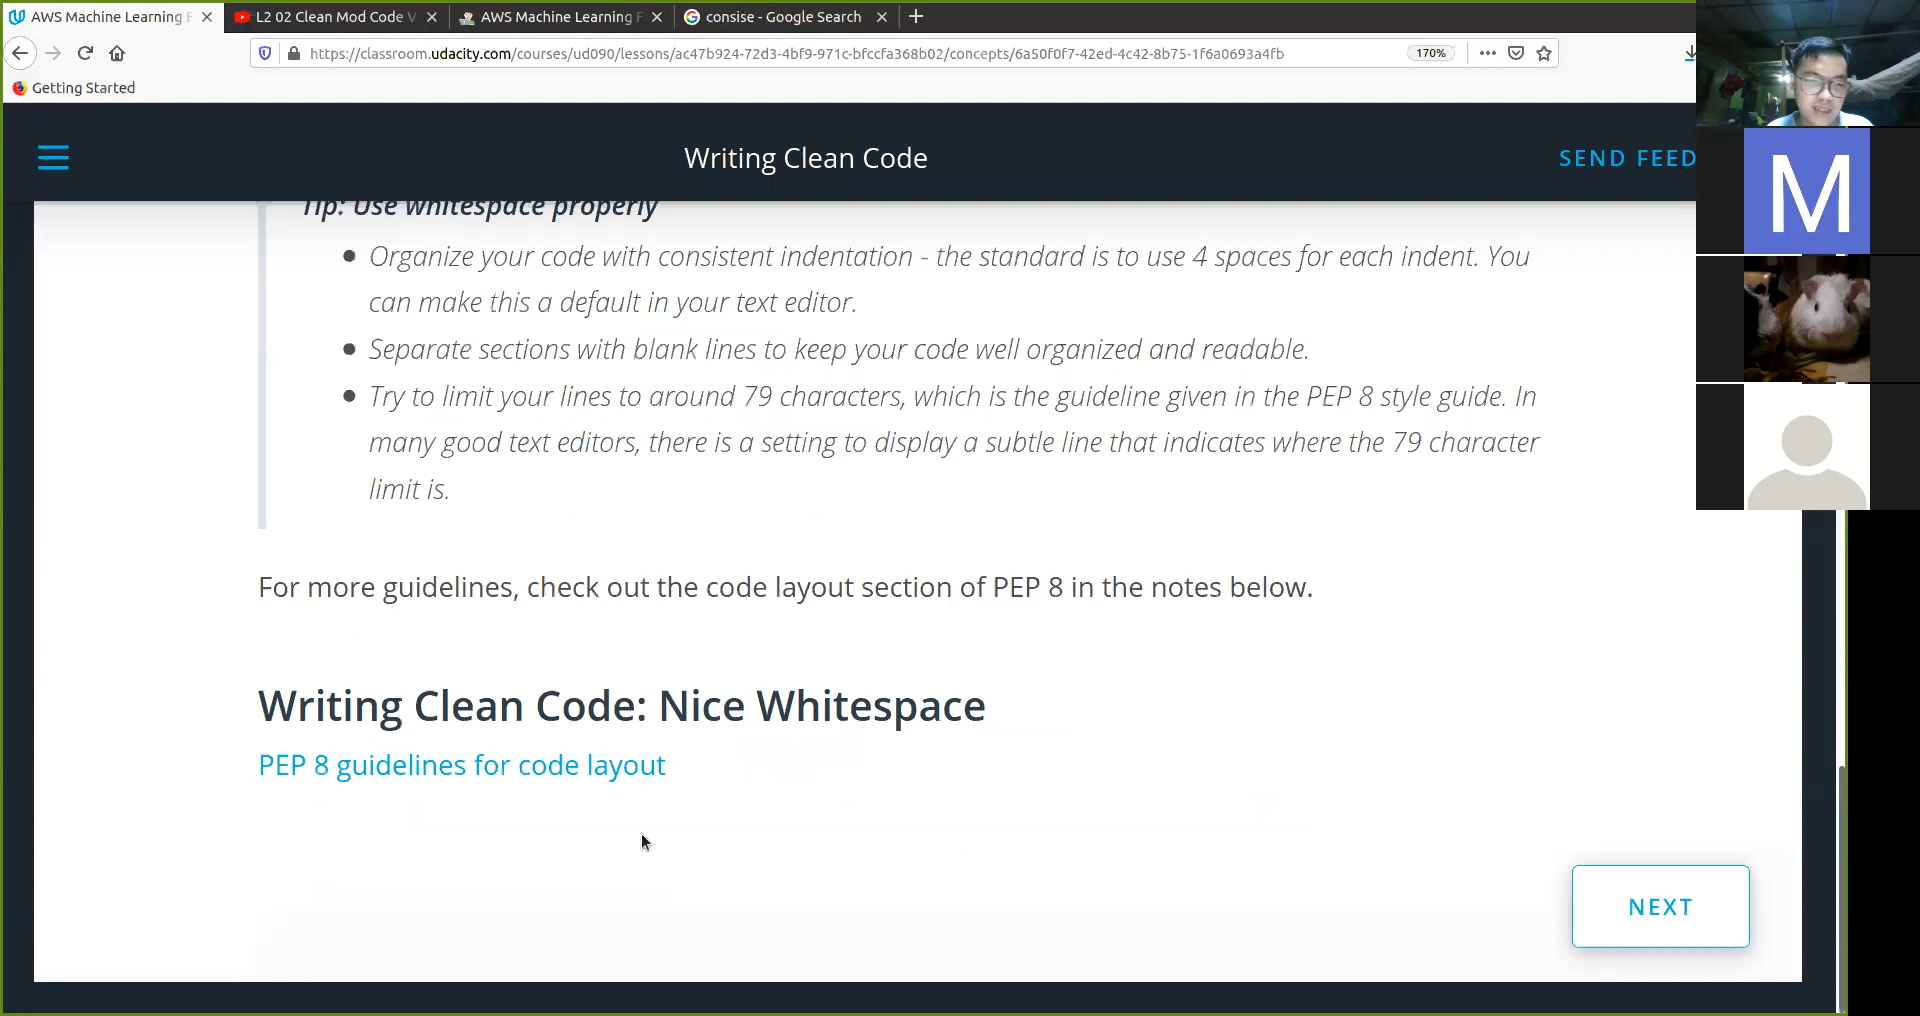 AWS Machine Learning F
L2 02 Clean Mod Code V
AWS Machine Learning F
consise - Google Search
https://classroom.udacity.com/courses/ud090/lessons/ac47b924-72d3-4bf9-971c-bfccfa368b02/concepts/6a50f0f7-42ed-4c42-8b75-1f6a0693a4fb
170%
Getting Started
Writing Clean Code
SEND FEED
Tip: Use whitespace properly
Organize your code with consistent indentation - the standard is to use 4 spaces for each indent. You
can make this a default in your text editor.
Separate sections with blank lines to keep your code well organized and readable.
Try to limit your lines to around 79 characters, which is the guideline given in the PEP 8 style guide. In
many good text editors, there is a setting to display a subtle line that indicates where the 79 character
limit is.
For more guidelines, check out the code layout section of PEP 8 in the notes below.
Writing Clean Code: Nice Whitespace
PEP 8 guidelines for code layout
NEXT
M